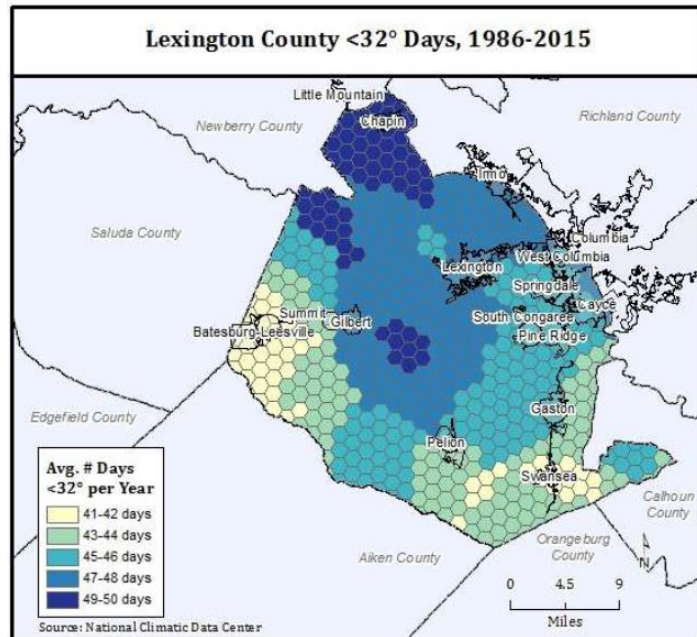 Lexington County <32° Days, 1986-2015
Little Mountain
Chapin
Newberry County
Richland County
Irmo
Saluda County
Columbia
West Columbia
Lexington
Springdale
Cayce
Summit
Gilbert
South Congaree
Batesburg-Leesville
Pine Ridge
Edgefield County
Gaston
Pelion
Swansea
Calhoun
County
Orangeburg
County
Aiken County
Avg. # Days
<32° per Year
41-42 days
43-44 days
45-46 days
47-48 days
49-50 days
N
0 4.5 9
Miles
Source: National Climatic Data Center